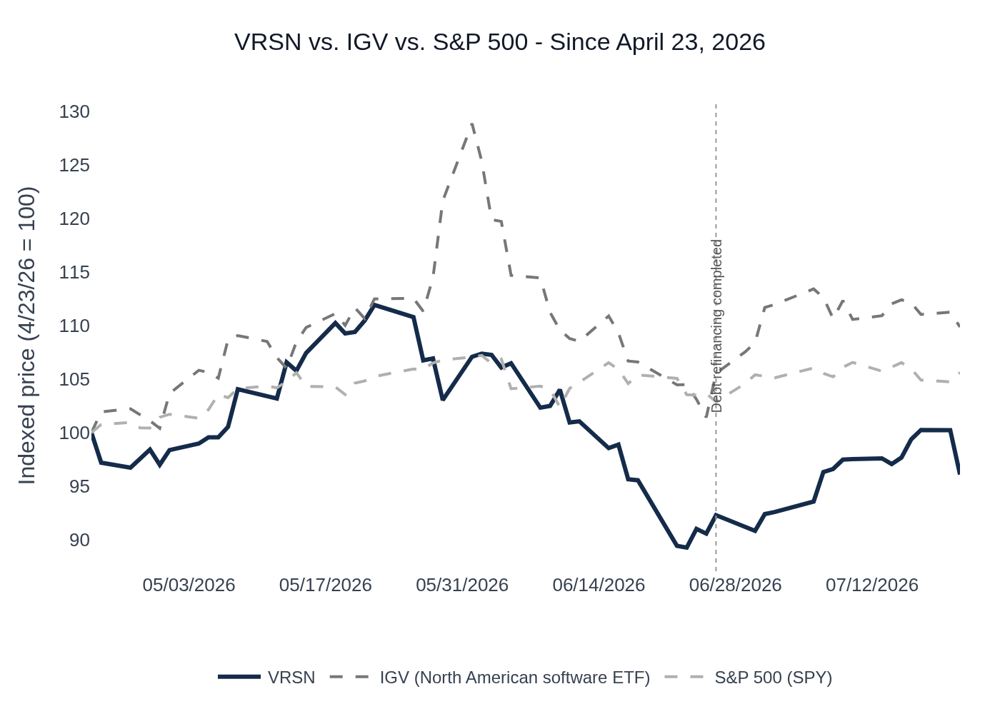 VRSN vs. IGV vs. S&P 500 - Since April 23, 2026
Indexed price (4/23/26 = 100)
130
125
120
115
110
105
100
95
90
Debt refinancing completed
05/03/2026
05/17/2026
05/31/2026
06/14/2026
06/28/2026
07/12/2026
VRSN
IGV (North American software ETF)
S&P 500 (SPY)